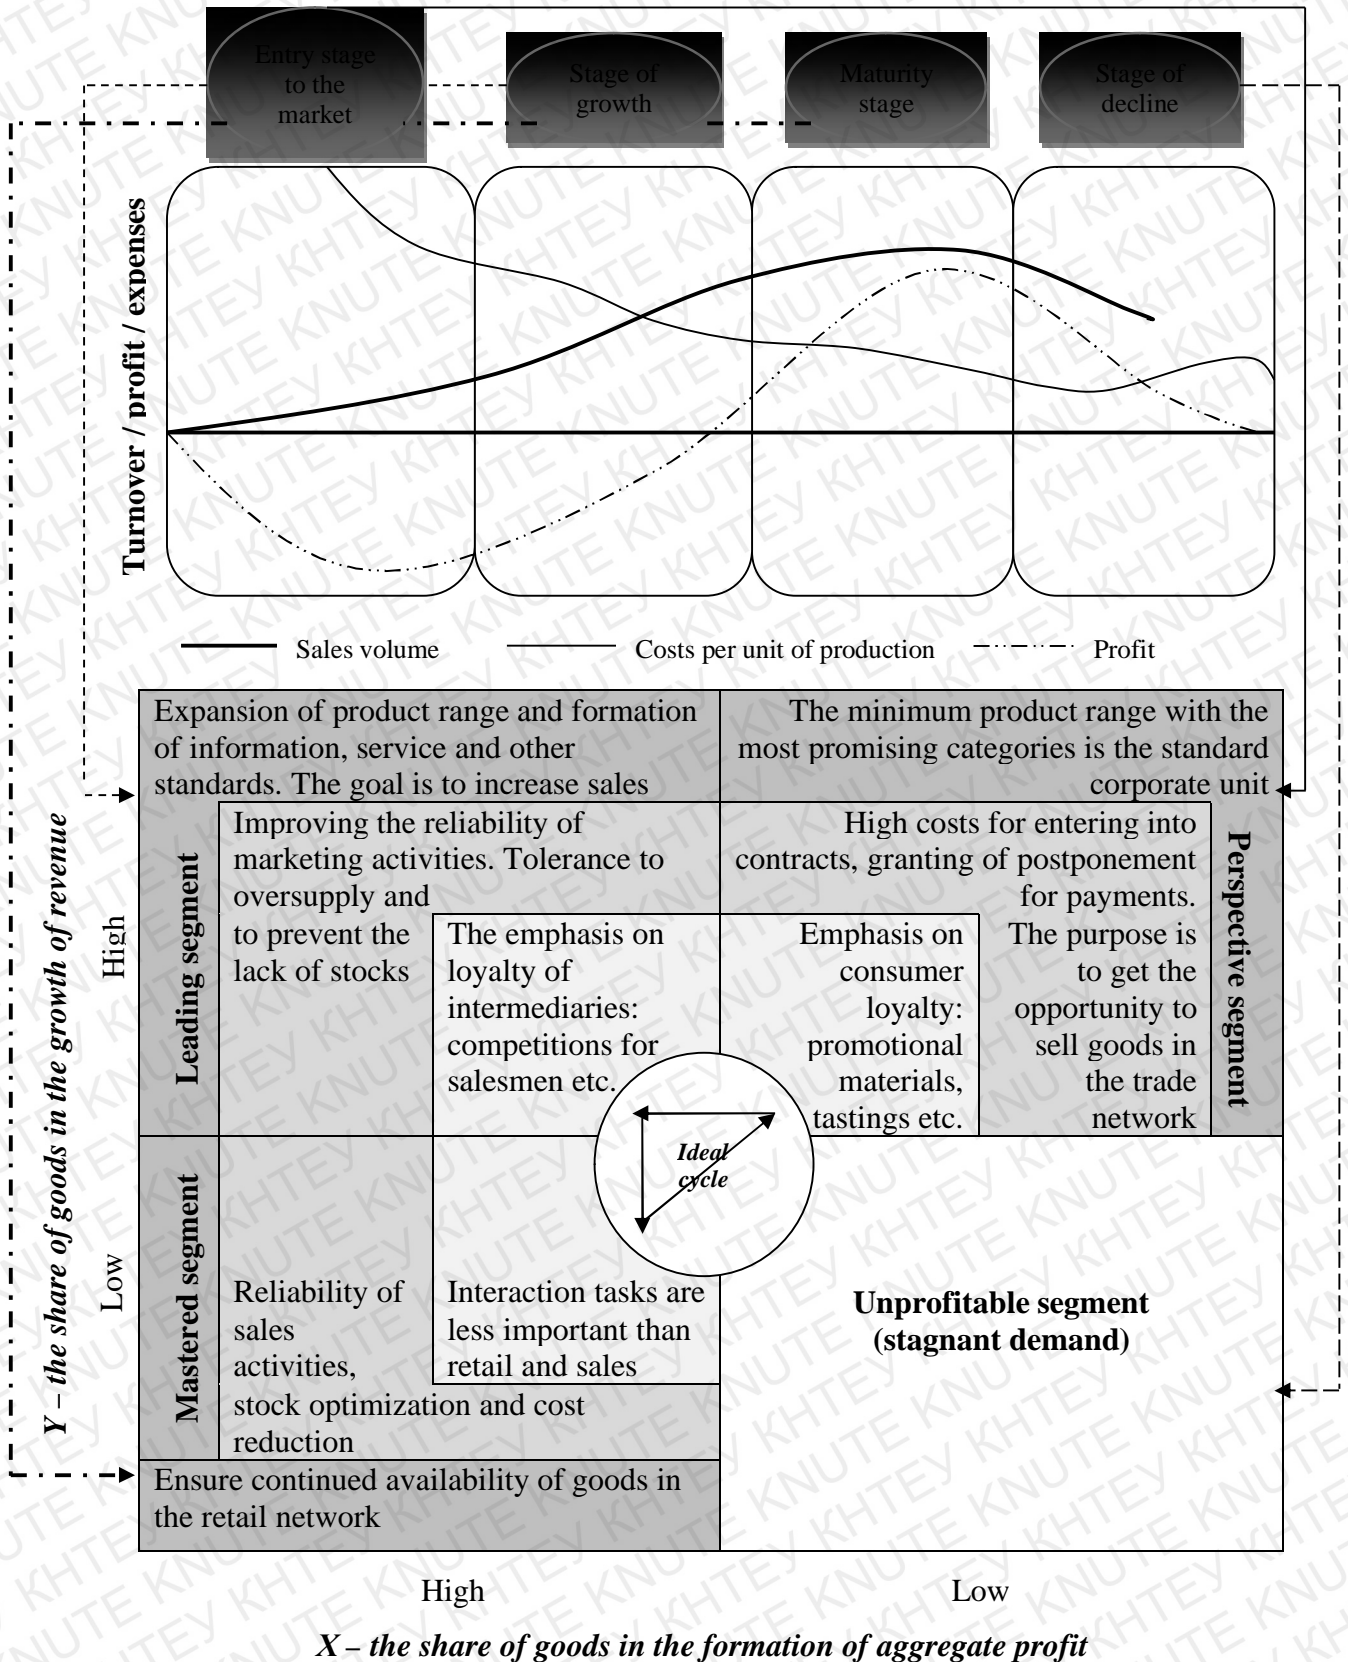 Entry stage
to the
market
Stage of
growth
Maturity
stage
Stage of
decline
Turnover / profit / expenses
Sales volume
Costs per unit of production
Profit
Expansion of product range and formation
of information, service and other
standards. The goal is to increase sales
The minimum product range with the
most promising categories is the standard
corporate unit
Y – the share of goods in the growth of revenue
High
Low
Leading segment
Improving the reliability of
marketing activities. Tolerance to
oversupply and
to prevent the
lack of stocks
The emphasis on
loyalty of
intermediaries:
competitions for
salesmen etc.
High costs for entering into
contracts, granting of postponement
for payments.
The purpose is
to get the
opportunity to
sell goods in
the trade
network
Emphasis on
consumer
loyalty:
promotional
materials,
tastings etc.
Perspective segment
Ideal
cycle
Mastered segment
Reliability of
sales
activities,
stock optimization and cost
reduction
Interaction tasks are
less important than
retail and sales
Unprofitable segment
(stagnant demand)
Ensure continued availability of goods in
the retail network
High
Low
X – the share of goods in the formation of aggregate profit
KNUTE КНТЕУ